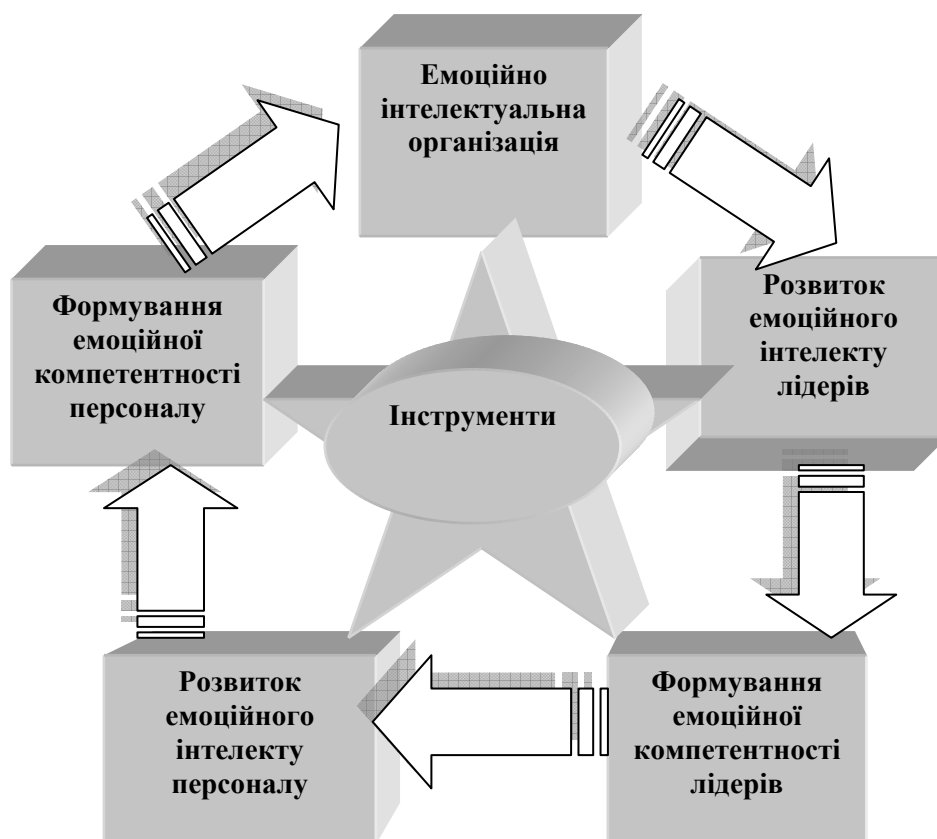 Емоційно
інтелектуальна
організація
Розвиток
емоційного
інтелекту
лідерів
Формування
емоційної
компетентності
персоналу
Інструменти
Розвиток
емоційного
інтелекту
персоналу
Формування
емоційної
компетентності
лідерів